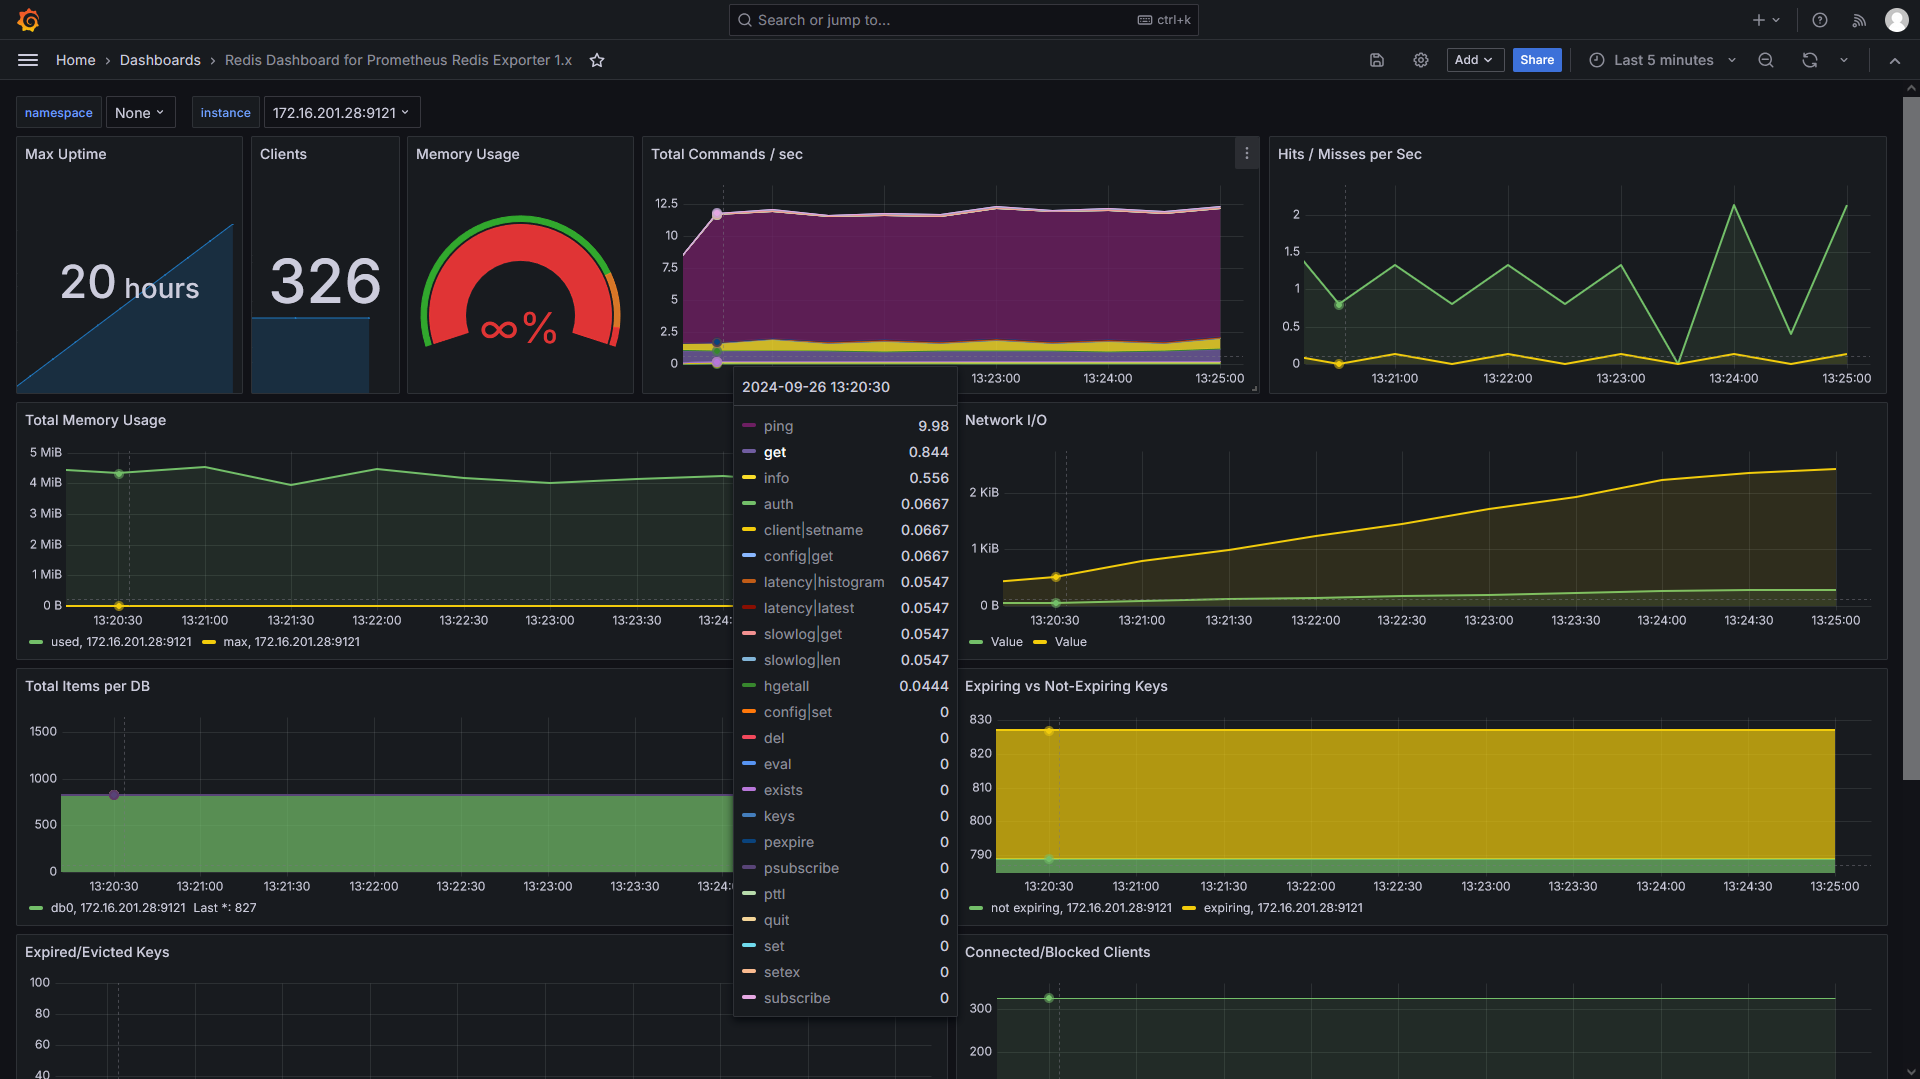 Search or jump to...
ctrl+k
Home › Dashboards › Redis Dashboard for Prometheus Redis Exporter 1.x
Add
Share
Last 5 minutes
namespace
None
instance
172.16.201.28:9121
Max Uptime
20 hours
Clients
326
Memory Usage
∞%
Total Commands / sec
12.5
10
7.5
5
2.5
0
13:23:00
13:24:00
13:25:00
Hits / Misses per Sec
2
1.5
1
0.5
0
13:21:00
13:22:00
13:23:00
13:24:00
13:25:00
2024-09-26 13:20:30
ping 9.98
get 0.844
info 0.556
auth 0.0667
client|setname 0.0667
config|get 0.0667
latency|histogram 0.0547
latency|latest 0.0547
slowlog|get 0.0547
slowlog|len 0.0547
hgetall 0.0444
config|set 0
del 0
eval 0
exists 0
keys 0
pexpire 0
psubscribe 0
pttl 0
quit 0
set 0
setex 0
subscribe 0
Total Memory Usage
5 MiB
4 MiB
3 MiB
2 MiB
1 MiB
0 B
13:20:30
13:21:00
13:21:30
13:22:00
13:22:30
13:23:00
13:23:30
13:24:
used, 172.16.201.28:9121
max, 172.16.201.28:9121
Network I/O
2 KiB
1 KiB
0 B
13:20:30
13:21:00
13:21:30
13:22:00
13:22:30
13:23:00
13:23:30
13:24:00
13:24:30
13:25:00
Value
Value
Total Items per DB
1500
1000
500
0
13:20:30
13:21:00
13:21:30
13:22:00
13:22:30
13:23:00
13:23:30
13:24:
db0, 172.16.201.28:9121 Last *: 827
Expiring vs Not-Expiring Keys
830
820
810
800
790
13:20:30
13:21:00
13:21:30
13:22:00
13:22:30
13:23:00
13:23:30
13:24:00
13:24:30
13:25:00
not expiring, 172.16.201.28:9121
expiring, 172.16.201.28:9121
Expired/Evicted Keys
100
80
60
40
Connected/Blocked Clients
300
200